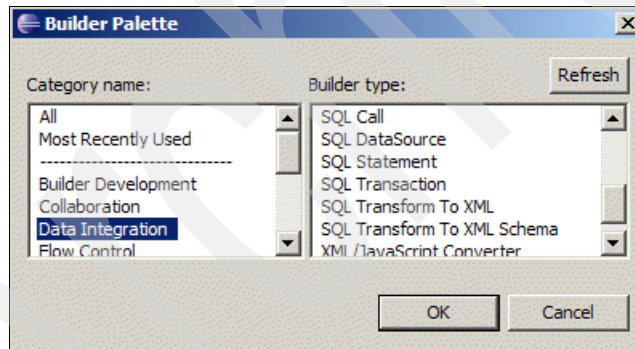 Builder Palette
Category name:
Builder type:
Refresh
All
Most Recently Used
--------------------------------
Builder Development
Collaboration
Data Integration
Flow Control
SQL Call
SQL DataSource
SQL Statement
SQL Transaction
SQL Transform To XML
SQL Transform To XML Schema
XML/JavaScript Converter
OK
Cancel